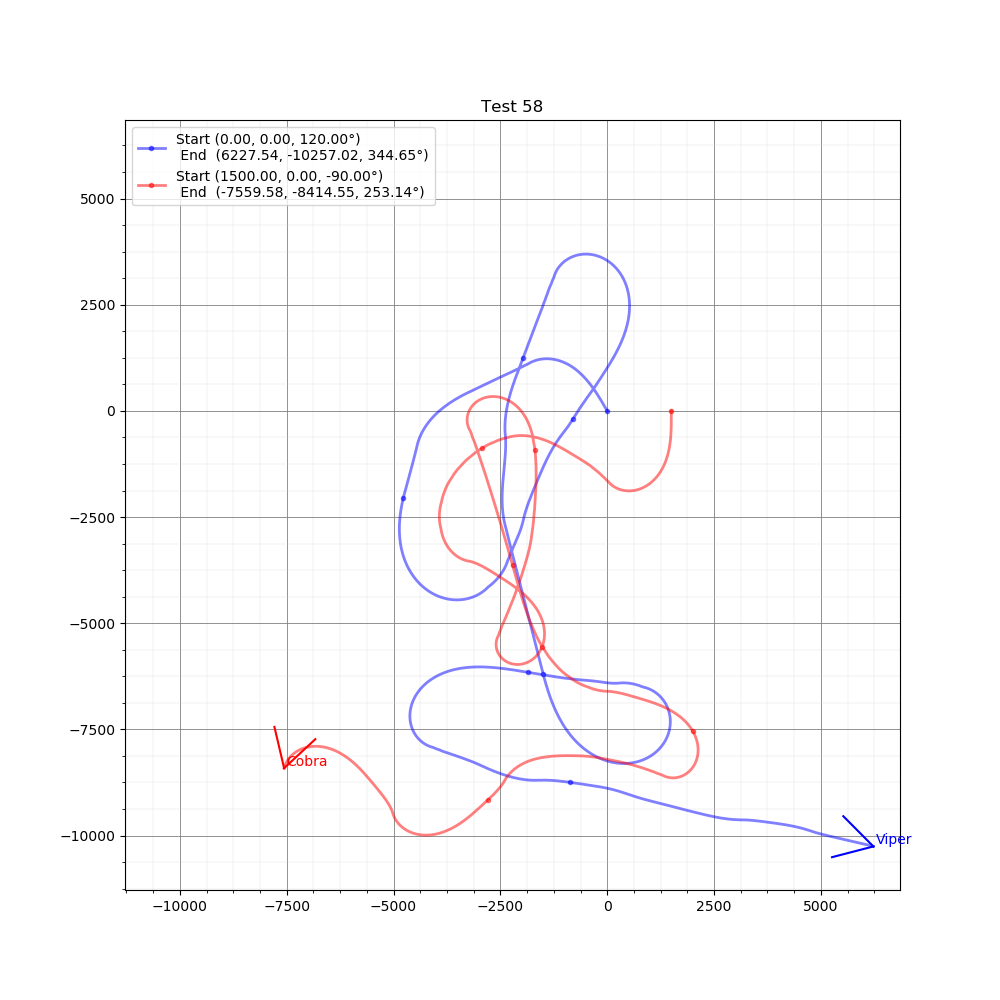 Test 58
Start (0.00, 0.00, 120.00°)
End (6227.54, -10257.02, 344.65°)
Start (1500.00, 0.00, -90.00°)
End (-7559.58, -8414.55, 253.14°)
5000
2500
0
−2500
−5000
−7500
−10000
Cobra
Viper
−10000 −7500 −5000 −2500 0 2500 5000